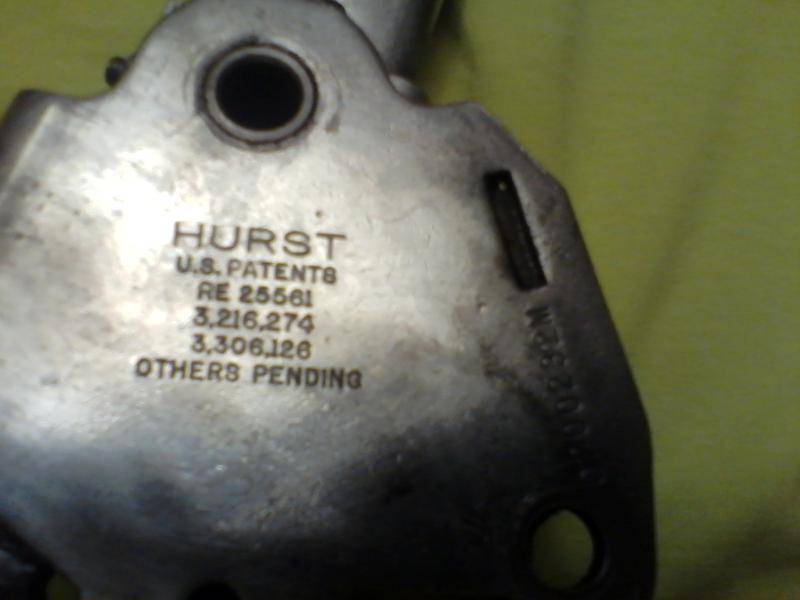 HURST
U.S. PATENTS
RE 25561
3,216,274
3,306,126
OTHERS PENDING